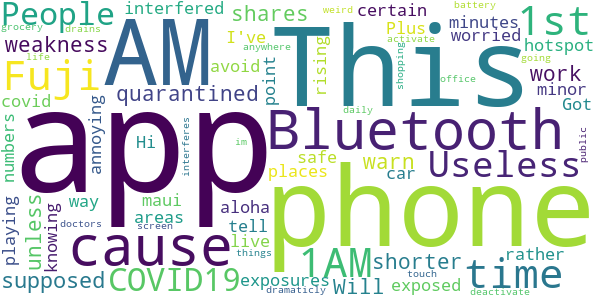 People interfered shares certain 1st
weakness AM This Plus minutes
grocery drains I've weird battery worried
life avoid anywhere activate hotspot
Fuji quarantined point rising shopping office work going
covid minor
numbers annoying Hi interferes app Bluetooth Got
unless way maui places safe phone warn daily car Useless public
playing knowing areas aloha tell im
supposed doctors cause screen live 1AM shorter rather
COVID19 exposures things Will touch exposed time
dramaticly deactivate